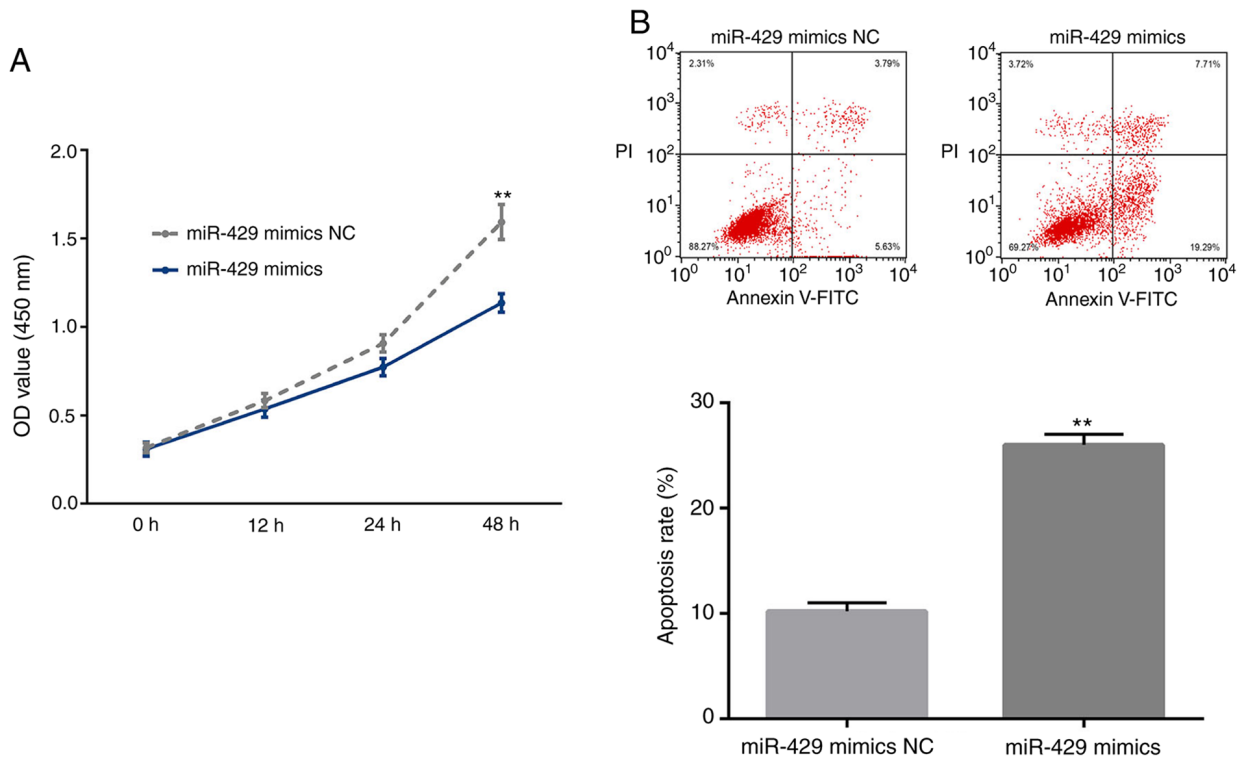 A
2.0
1.5
1.0
0.5
0.0
OD value (450 nm)
miR-429 mimics NC
miR-429 mimics
**
0 h 12 h 24 h 48 h
B
miR-429 mimics NC
10⁴
10³
10²
10¹
10⁰
PI
2.31% 3.79%
88.27% 5.63%
10⁰ 10¹ 10² 10³ 10⁴
Annexin V-FITC
miR-429 mimics
10⁴
10³
10²
10¹
10⁰
PI
3.72% 7.71%
69.27% 19.29%
10⁰ 10¹ 10² 10³ 10⁴
Annexin V-FITC
30
20
10
0
Apoptosis rate (%)
**
miR-429 mimics NC miR-429 mimics